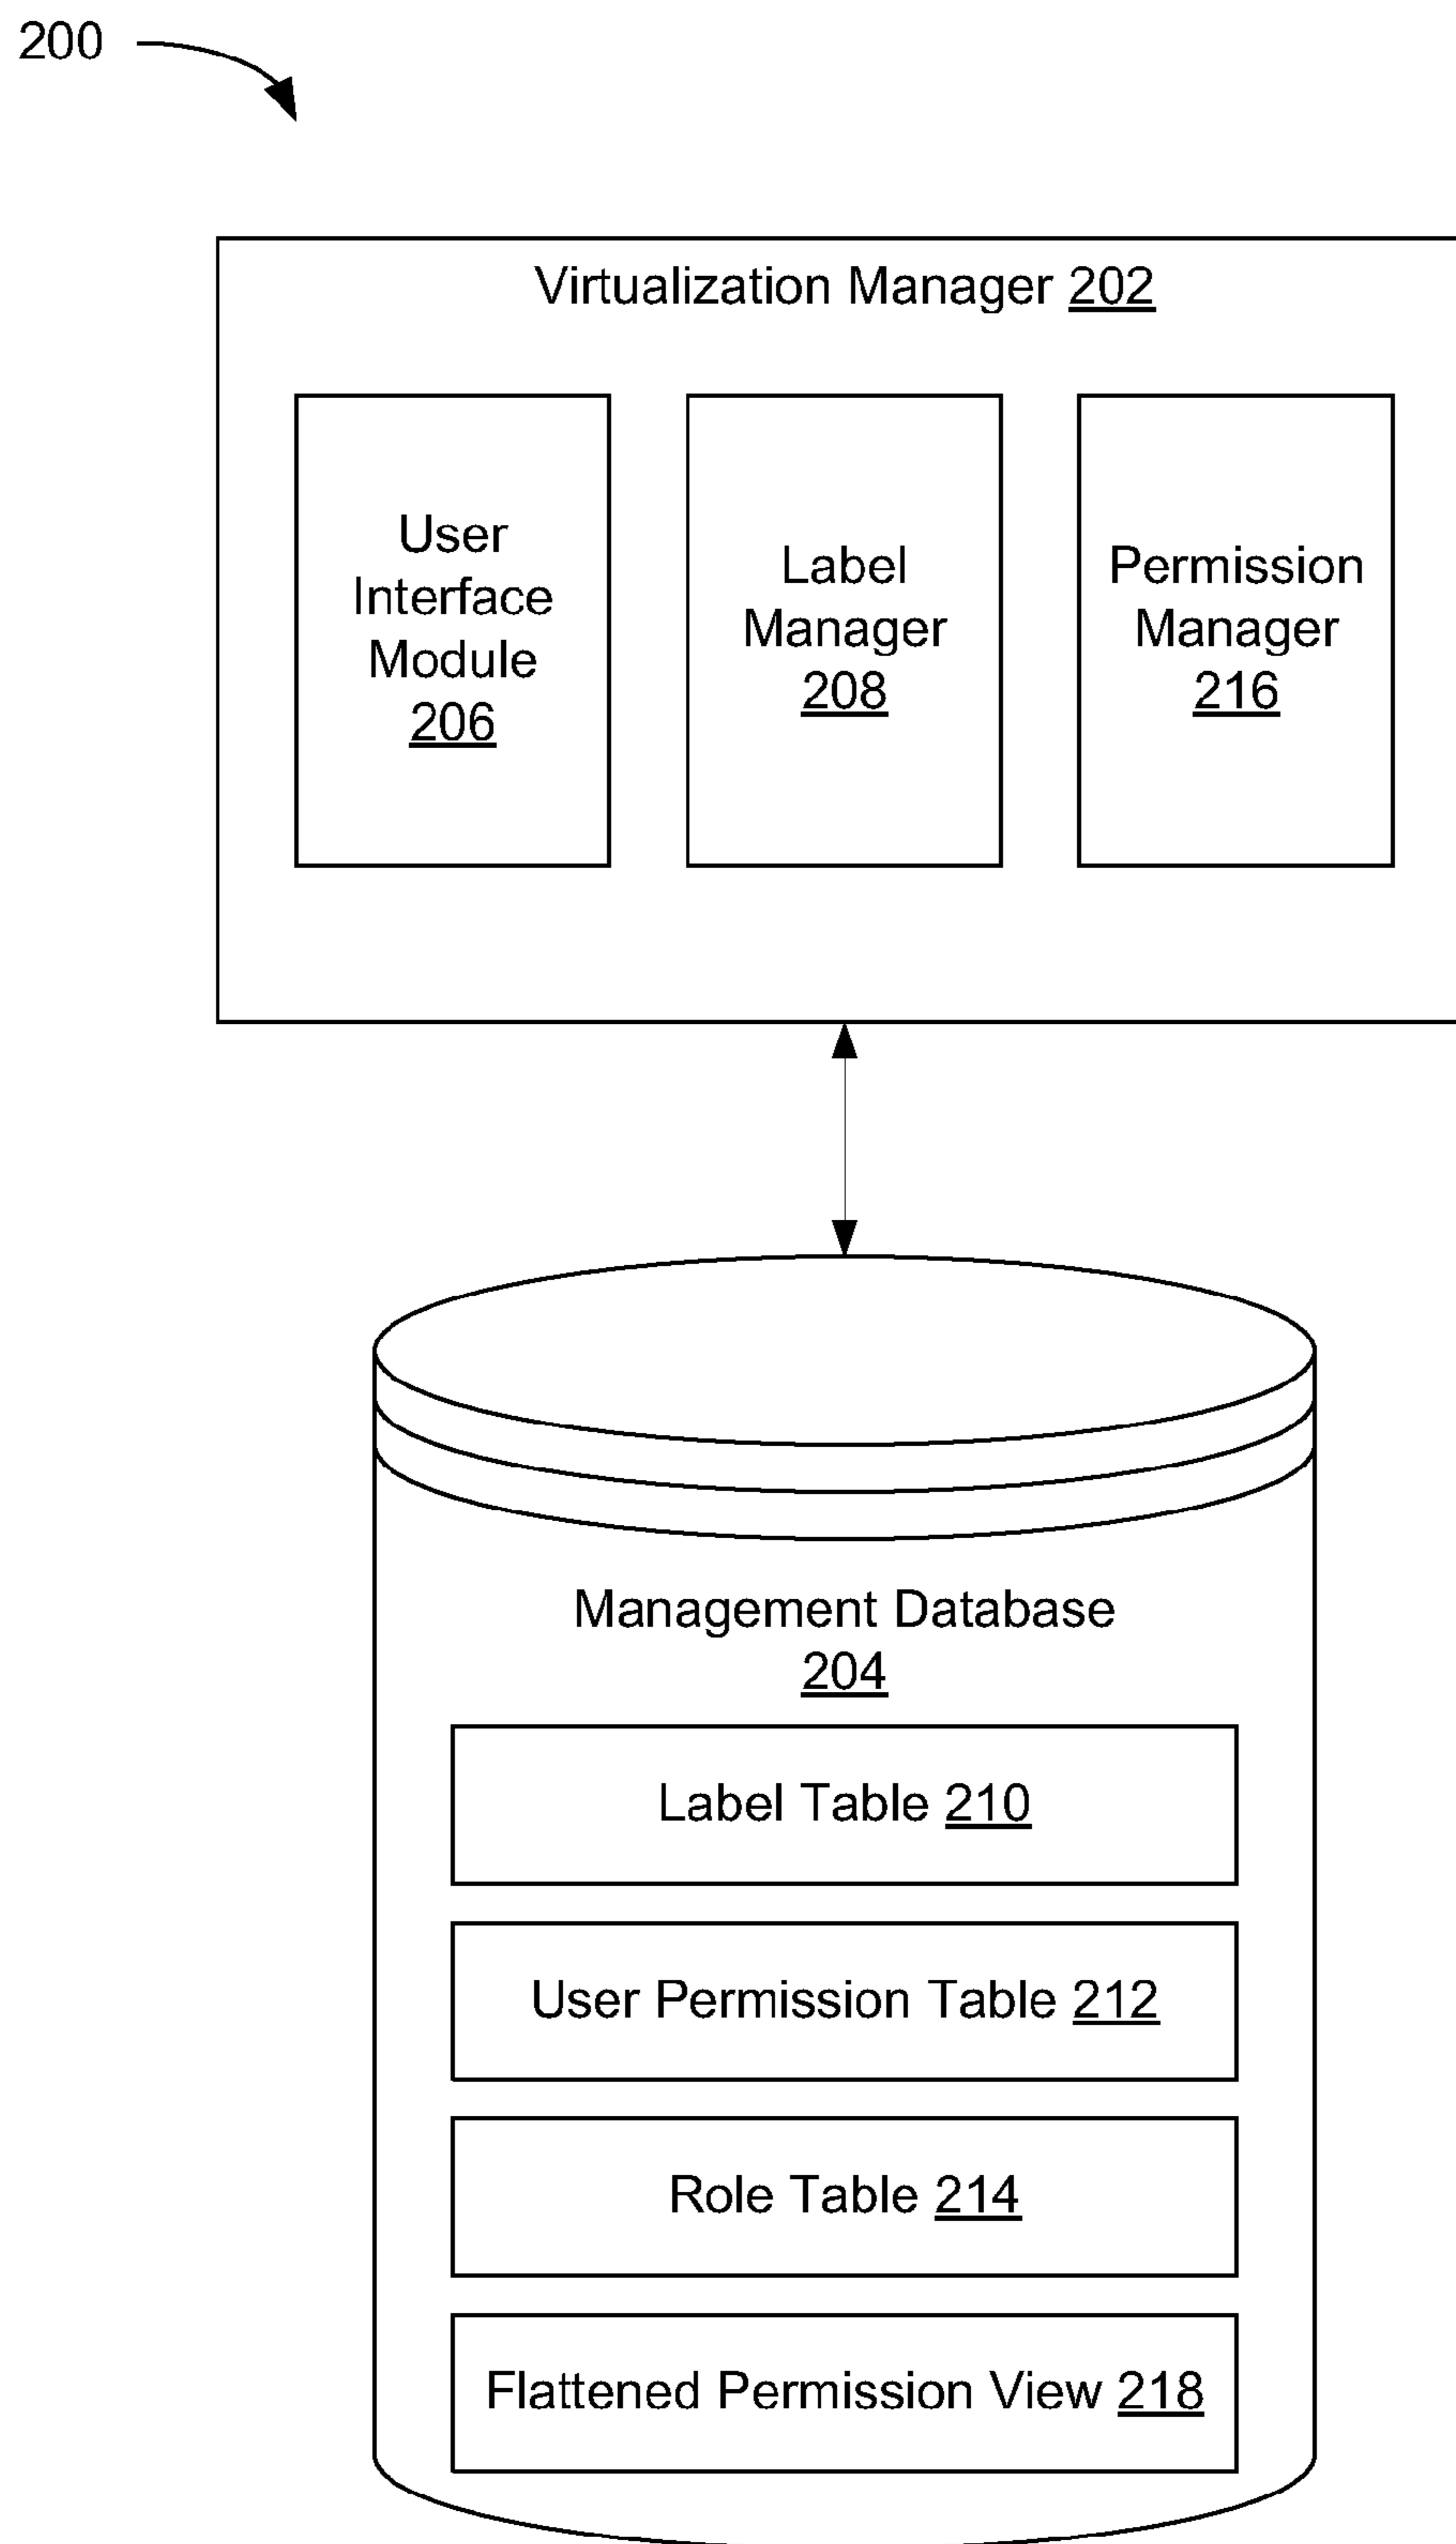 200
Virtualization Manager 202
User
Interface
Module
206
Label
Manager
208
Permission
Manager
216
Management Database
204
Label Table 210
User Permission Table 212
Role Table 214
Flattened Permission View 218